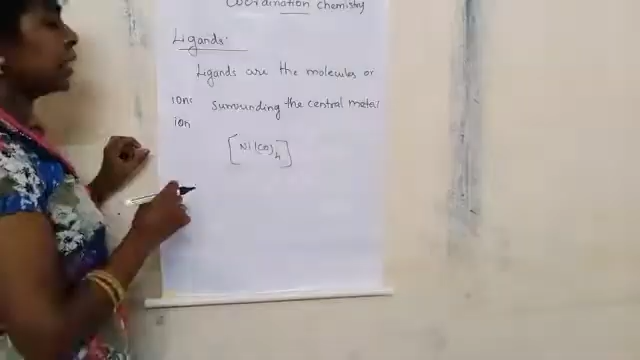 Coordination chemistry
Ligands:
Ligands are the molecules or
ions surrounding the central metal
ion
[Ni(CO)4]